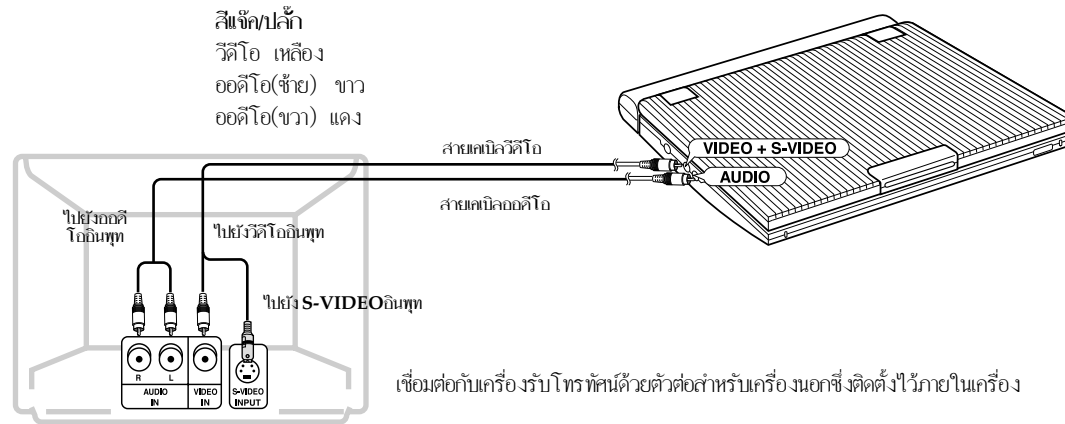 สีแจ๊ค/ปลั๊ก
วีดีโอ เหลือง
ออดีโอ(ซ้าย) ขาว
ออดีโอ(ขวา) แดง
สายเคเบิลวีดีโอ
VIDEO + S-VIDEO
AUDIO
สายเคเบิลออดีโอ
ไปยังออดี
โออินพุท
ไปยังวีดีโออินพุท
ไปยัง S-VIDEOอินพุท
R
L
AUDIO
IN
VIDEO
IN
S-VIDEO
INPUT
เชื่อมต่อกับเครื่องรับโทรทัศน์ด้วยตัวต่อสำหรับเครื่องนอกซึ่งติดตั้งไว้ภายในเครื่อง